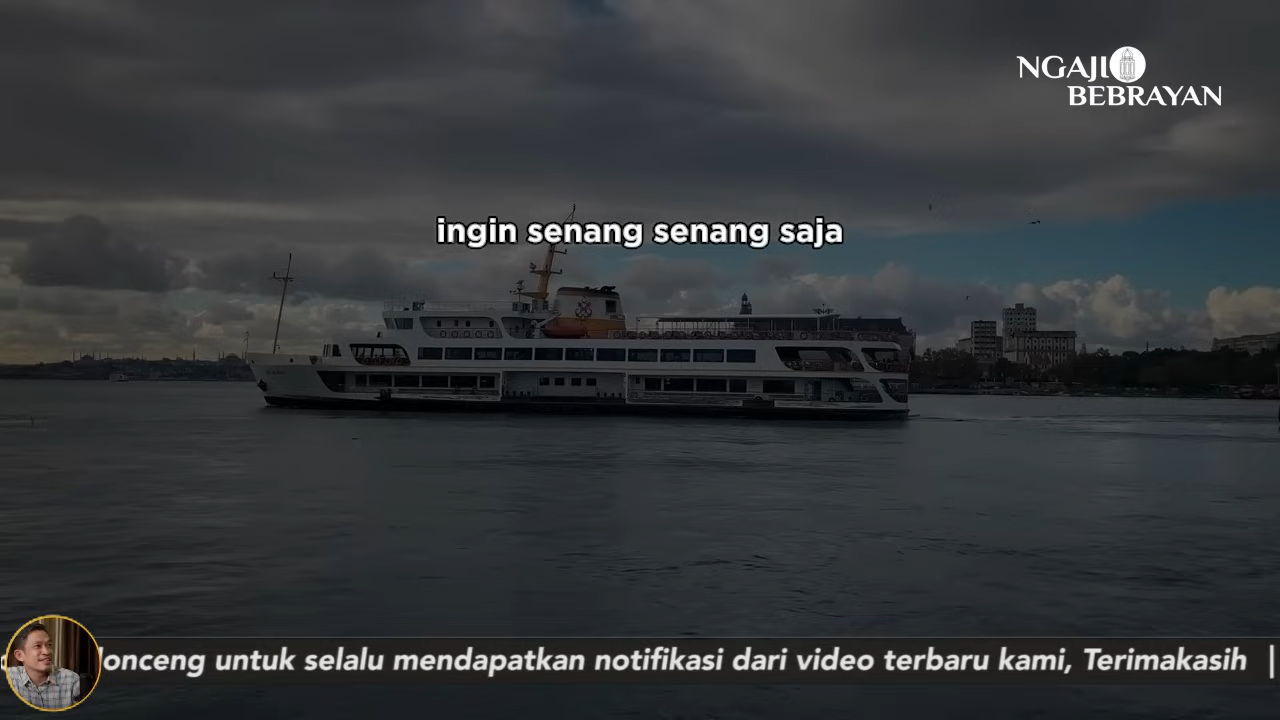 NGAJI
BEBRAYAN
ingin senang senang saja
lonceng untuk selalu mendapatkan notifikasi dari video terbaru kami, Terimakasih |